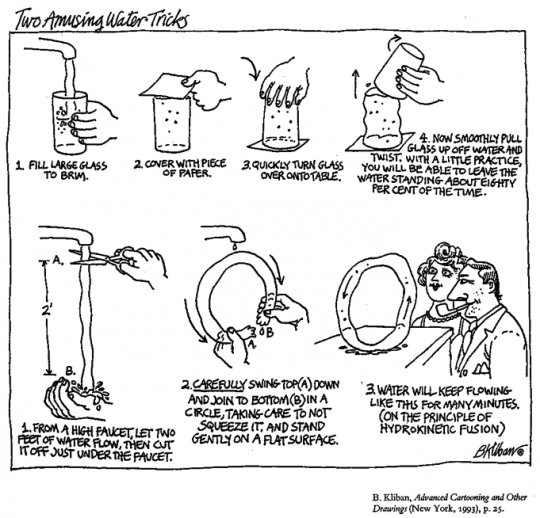 Two Amusing Water Tricks
1. FILL LARGE GLASS
TO BRIM.
2. COVER WITH PIECE
OF PAPER.
3. QUICKLY TURN GLASS
OVER ONTO TABLE.
4. NOW SMOOTHLY PULL
GLASS UP OFF WATER AND
TWIST. WITH A LITTLE PRACTICE,
YOU WILL BE ABLE TO LEAVE THE
WATER STANDING ABOUT EIGHTY
PER CENT OF THE TIME.
A.
2'
B.
1. FROM A HIGH FAUCET, LET TWO
FEET OF WATER FLOW, THEN CUT
IT OFF JUST UNDER THE FAUCET.
B
A
2. CAREFULLY SWING TOP (A) DOWN
AND JOIN TO BOTTOM (B) IN A
CIRCLE, TAKING CARE TO NOT
SQUEEZE IT, AND STAND
GENTLY ON A FLAT SURFACE.
3. WATER WILL KEEP FLOWING
LIKE THIS FOR MANY MINUTES.
(ON THE PRINCIPLE OF
HYDROKINETIC FUSION)
BKliban©
B. Kliban, Advanced Cartooning and Other
Drawings (New York, 1993), p. 25.